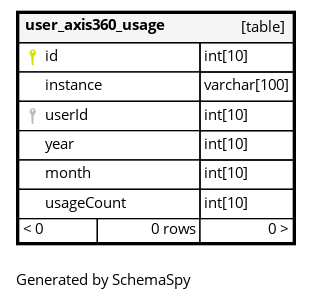 user_axis360_usage [table]
id int[10]
instance varchar[100]
userId int[10]
year int[10]
month int[10]
usageCount int[10]
< 0 0 rows 0 >
Generated by SchemaSpy